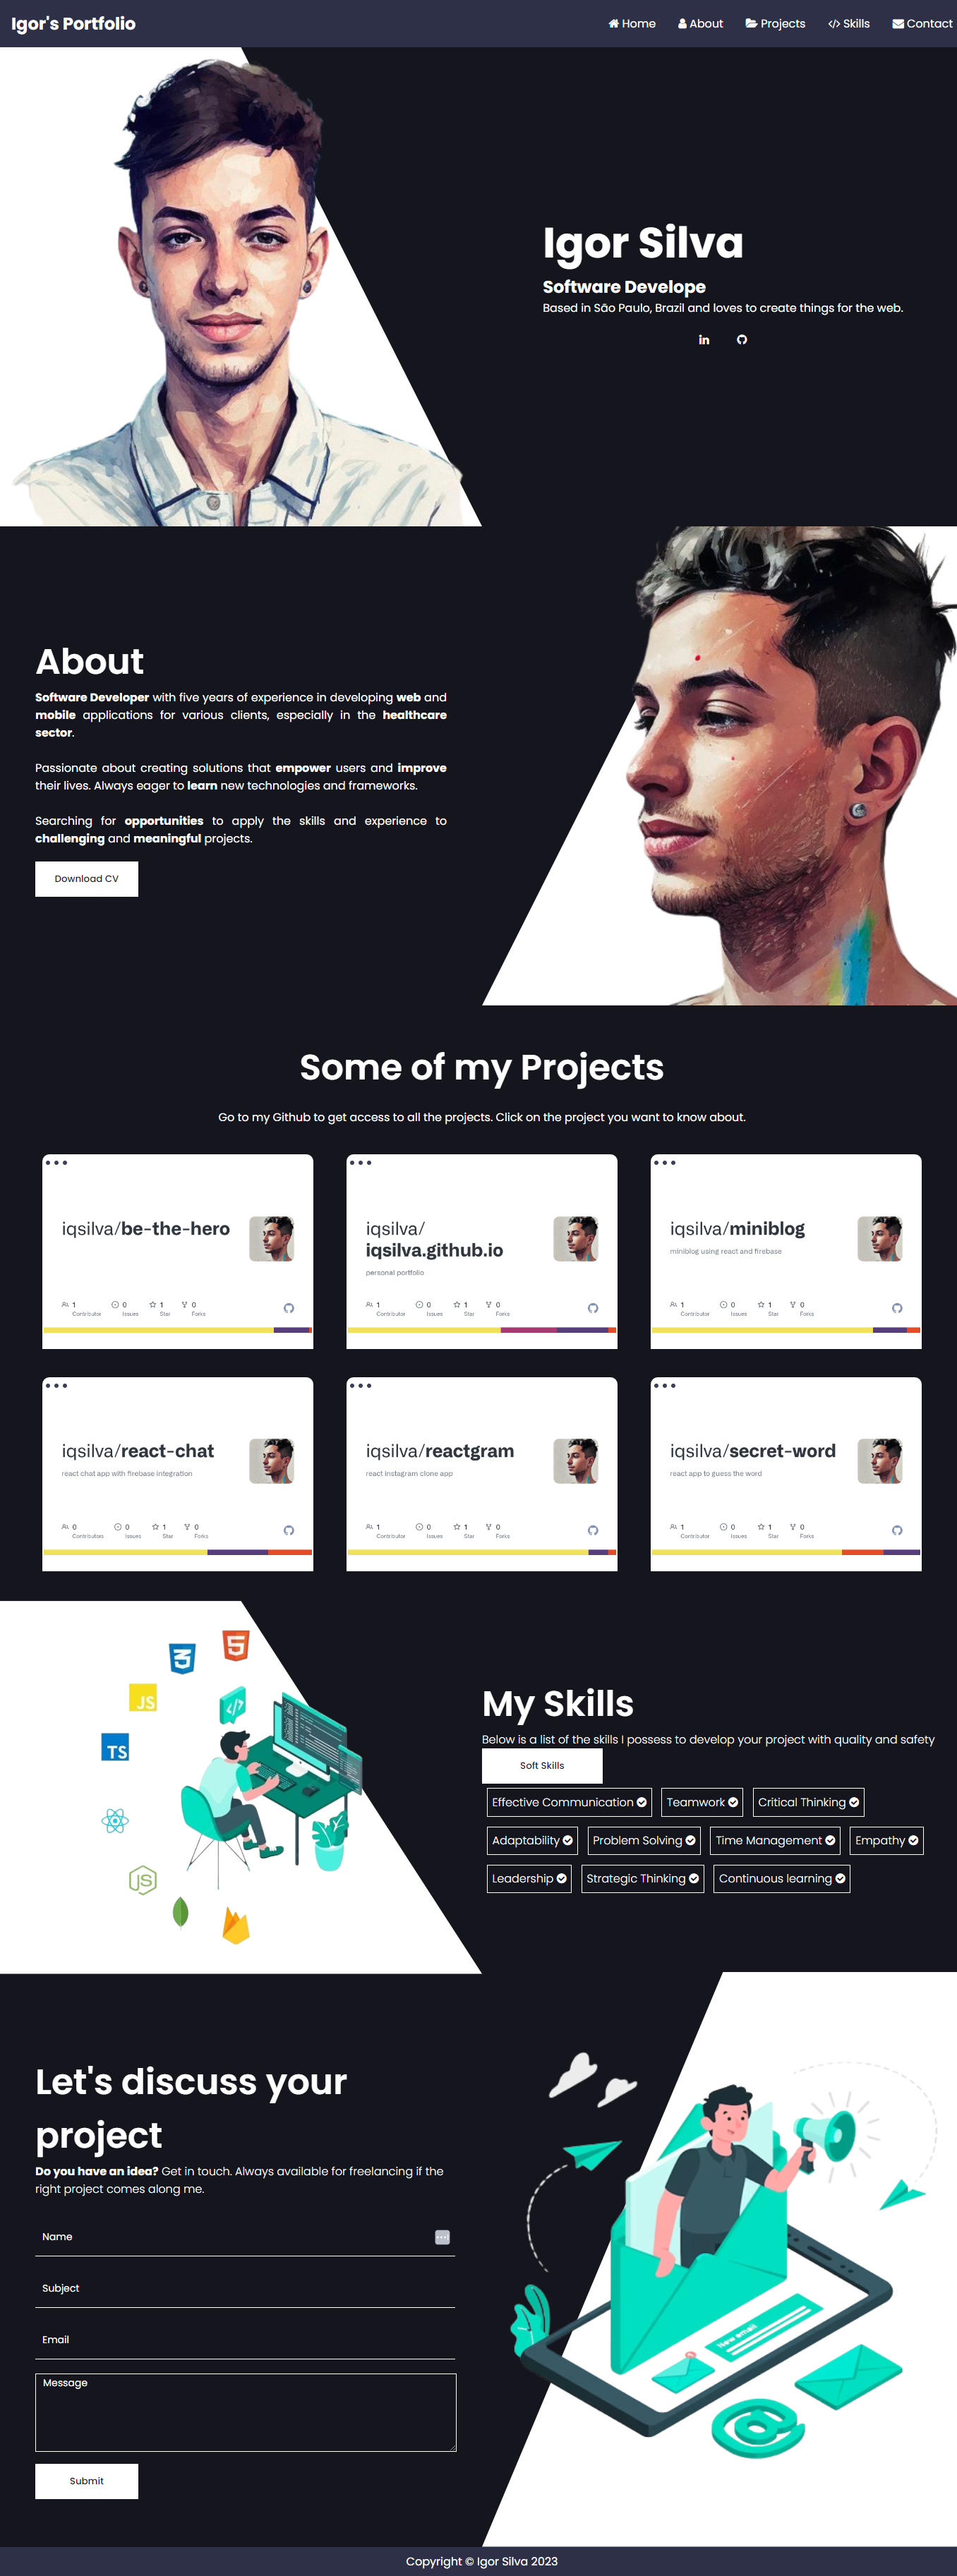 Igor's Portfolio
Home About Projects Skills Contact
Igor Silva
Software Develope
Based in São Paulo, Brazil and loves to create things for the web.
in
About
Software Developer with five years of experience in developing web and
mobile applications for various clients, especially in the healthcare
sector.
Passionate about creating solutions that empower users and improve
their lives. Always eager to learn new technologies and frameworks.
Searching for opportunities to apply the skills and experience to
challenging and meaningful projects.
Download CV
Some of my Projects
Go to my Github to get access to all the projects. Click on the project you want to know about.
iqsilva/be-the-hero
1 0 1 0
Contributor Issues Star Forks
iqsilva/
iqsilva.github.io
personal portfolio
1 0 1 0
Contributor Issues Star Forks
iqsilva/miniblog
miniblog using react and firebase
1 0 1 0
Contributor Issues Star Forks
iqsilva/react-chat
react chat app with firebase integration
0 0 1 0
Contributors Issues Star Forks
iqsilva/reactgram
react instagram clone app
1 0 1 0
Contributor Issues Star Forks
iqsilva/secret-word
react app to guess the word
1 0 1 0
Contributor Issues Star Forks
5
3
JS
</>
TS
JS
My Skills
Below is a list of the skills I possess to develop your project with quality and safety
Soft Skills
Effective Communication Teamwork Critical Thinking
Adaptability Problem Solving Time Management Empathy
Leadership Strategic Thinking Continuous learning
Let's discuss your
project
Do you have an idea? Get in touch. Always available for freelancing if the
right project comes along me.
Name
Subject
Email
Message
Submit
New email
@
Copyright © Igor Silva 2023